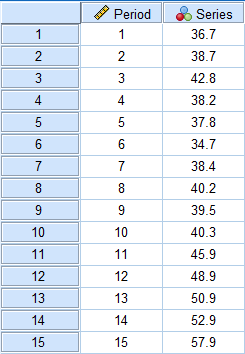 Period Series
1 1 36.7
2 2 38.7
3 3 42.8
4 4 38.2
5 5 37.8
6 6 34.7
7 7 38.4
8 8 40.2
9 9 39.5
10 10 40.3
11 11 45.9
12 12 48.9
13 13 50.9
14 14 52.9
15 15 57.9